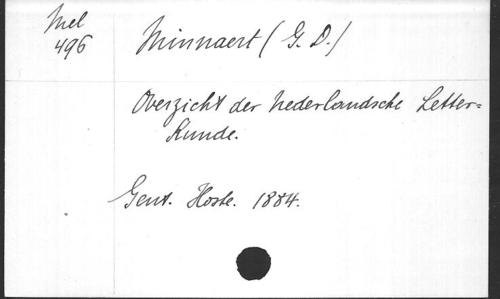 Mel
496
Minnaert (G. D.)
Overzicht der Nederlandsche Letter=
Kunde.
Gent. Hoste. 1884.